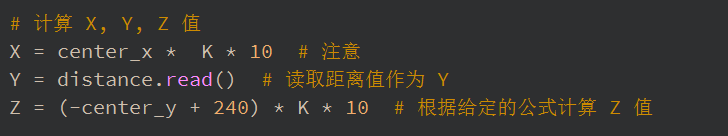 # 计算 X, Y, Z 值
X = center_x *  K * 10  # 注意
Y = distance.read()  # 读取距离值作为 Y
Z = (-center_y + 240) * K * 10  # 根据给定的公式计算 Z 值